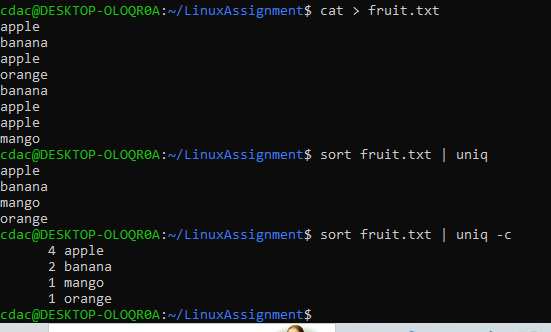 cdac@DESKTOP-OLOQR0A:~/LinuxAssignment$ cat > fruit.txt
apple
banana
apple
orange
banana
apple
apple
mango
cdac@DESKTOP-OLOQR0A:~/LinuxAssignment$ sort fruit.txt | uniq
apple
banana
mango
orange
cdac@DESKTOP-OLOQR0A:~/LinuxAssignment$ sort fruit.txt | uniq -c
      4 apple
      2 banana
      1 mango
      1 orange
cdac@DESKTOP-OLOQR0A:~/LinuxAssignment$